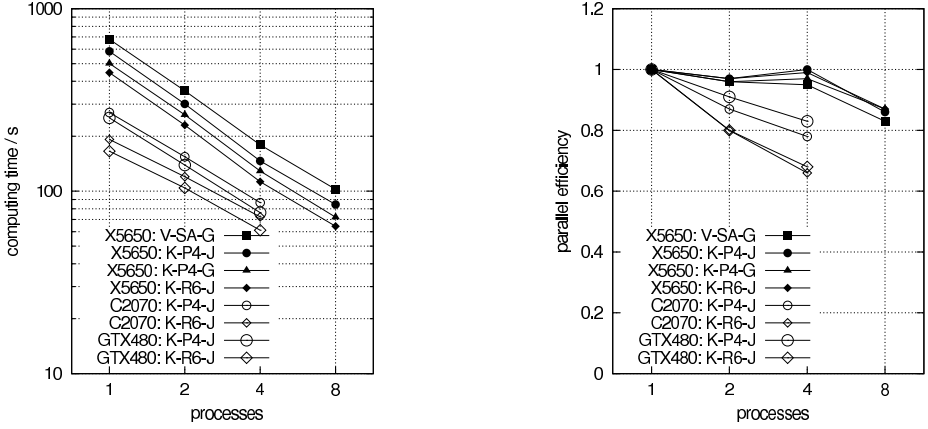 1000
100
10
computing time / s
X5650: V-SA-G
X5650: K-P4-J
X5650: K-P4-G
X5650: K-R6-J
C2070: K-P4-J
C2070: K-R6-J
GTX480: K-P4-J
GTX480: K-R6-J
1 2 4 8
processes
1.2
1
0.8
0.6
0.4
0.2
0
parallel efficiency
X5650: V-SA-G
X5650: K-P4-J
X5650: K-P4-G
X5650: K-R6-J
C2070: K-P4-J
C2070: K-R6-J
GTX480: K-P4-J
GTX480: K-R6-J
1 2 4 8
processes